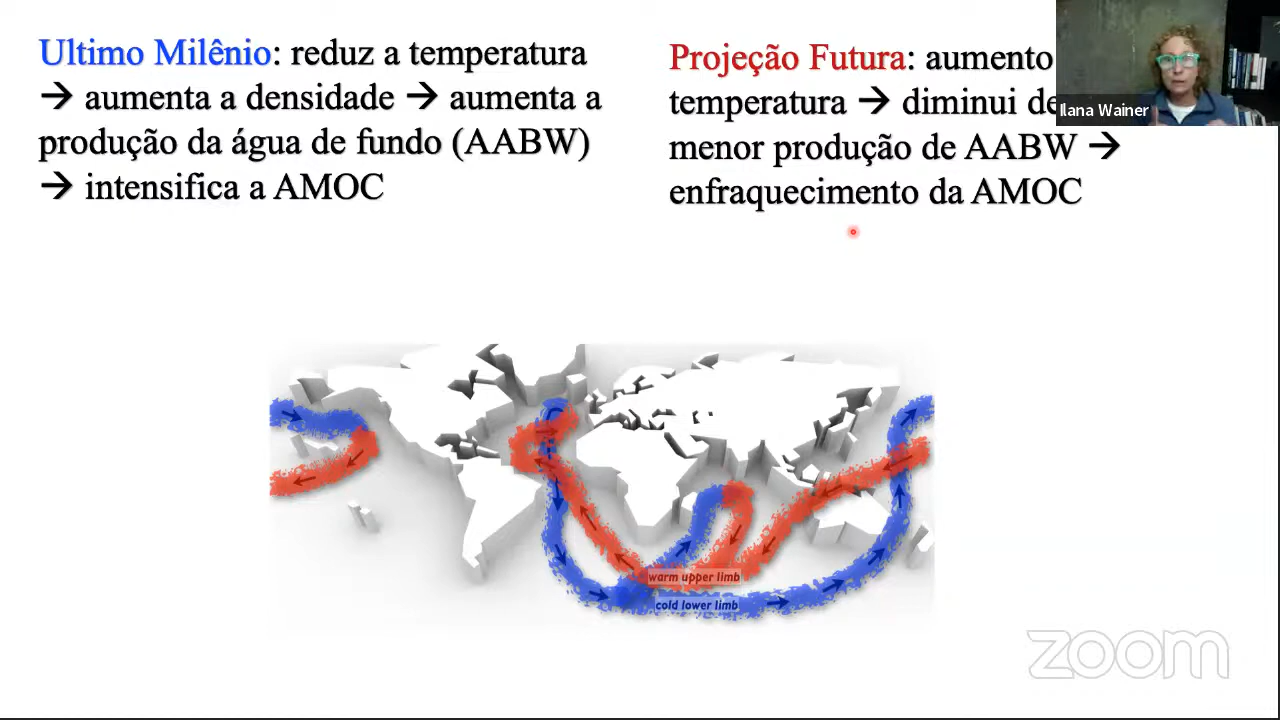 Ultimo Milênio: reduz a temperatura
→ aumenta a densidade → aumenta a
produção da água de fundo (AABW)
→ intensifica a AMOC
Projeção Futura: aumento
temperatura → diminui
menor produção de AABW →
enfraquecimento da AMOC
Ilana Wainer
warm upper limb
cold lower limb
zoom